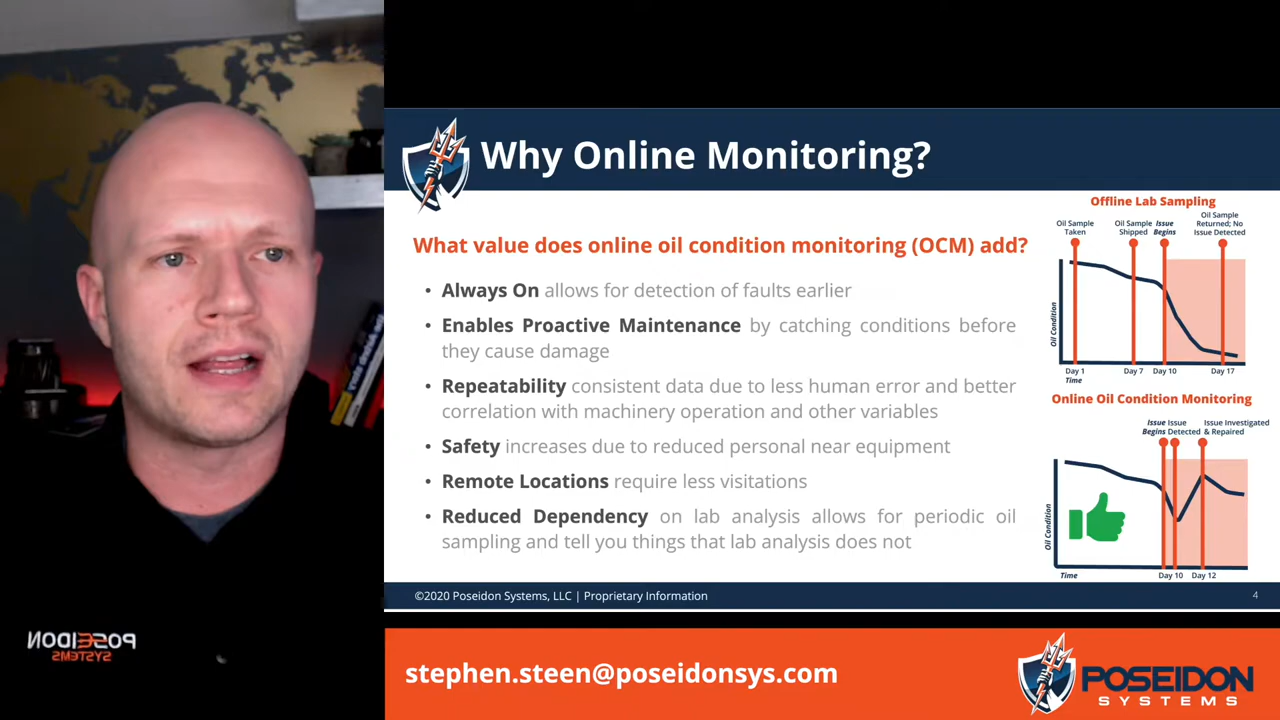 Why Online Monitoring?
What value does online oil condition monitoring (OCM) add?
• Always On allows for detection of faults earlier
• Enables Proactive Maintenance by catching conditions before
they cause damage
• Repeatability consistent data due to less human error and better
correlation with machinery operation and other variables
• Safety increases due to reduced personal near equipment
• Remote Locations require less visitations
• Reduced Dependency on lab analysis allows for periodic oil
sampling and tell you things that lab analysis does not
Offline Lab Sampling
Oil Sample
Taken
Oil Sample
Shipped
Issue
Begins
Oil Sample
Returned; No
Issue Detected
Oil Condition
Day 1
Day 7
Day 10
Day 17
Time
Online Oil Condition Monitoring
Issue
Begins
Issue
Detected
Issue Investigated
& Repaired
Oil Condition
Time
Day 10
Day 12
©2020 Poseidon Systems, LLC | Proprietary Information
4
POSEIDON
SYSTEMS
stephen.steen@poseidonsys.com
POSEIDON
SYSTEMS